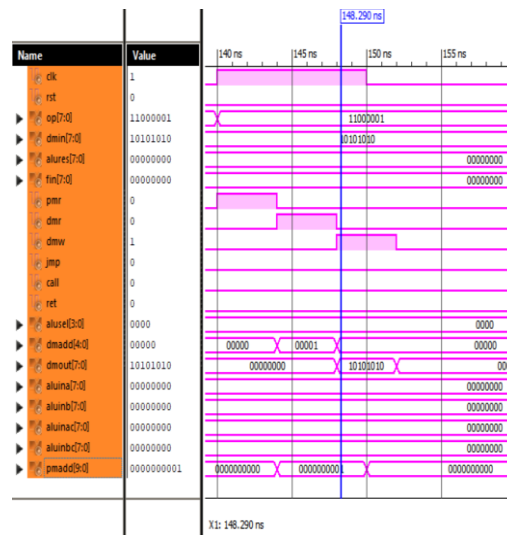 148.290 ns
Name Value 140 ns 145 ns 150 ns 155 ns
clk 1
rst 0
op[7:0] 11000001 11000001
dmin[7:0] 10101010 10101010
alures[7:0] 00000000 00000000
fin[7:0] 00000000 00000000
pmr 0
dmr 0
dmw 1
jmp 0
call 0
ret 0
alusel[3:0] 0000 0000
dmadd[4:0] 00000 00000 00001 00000
dmout[7:0] 10101010 00000000 10101010 00
aluina[7:0] 00000000 00000000
aluinb[7:0] 00000000 00000000
aluinac[7:0] 00000000 00000000
aluinbc[7:0] 00000000 00000000
pmadd[9:0] 0000000001 0000000000 0000000001 0000000000
X1: 148.290 ns